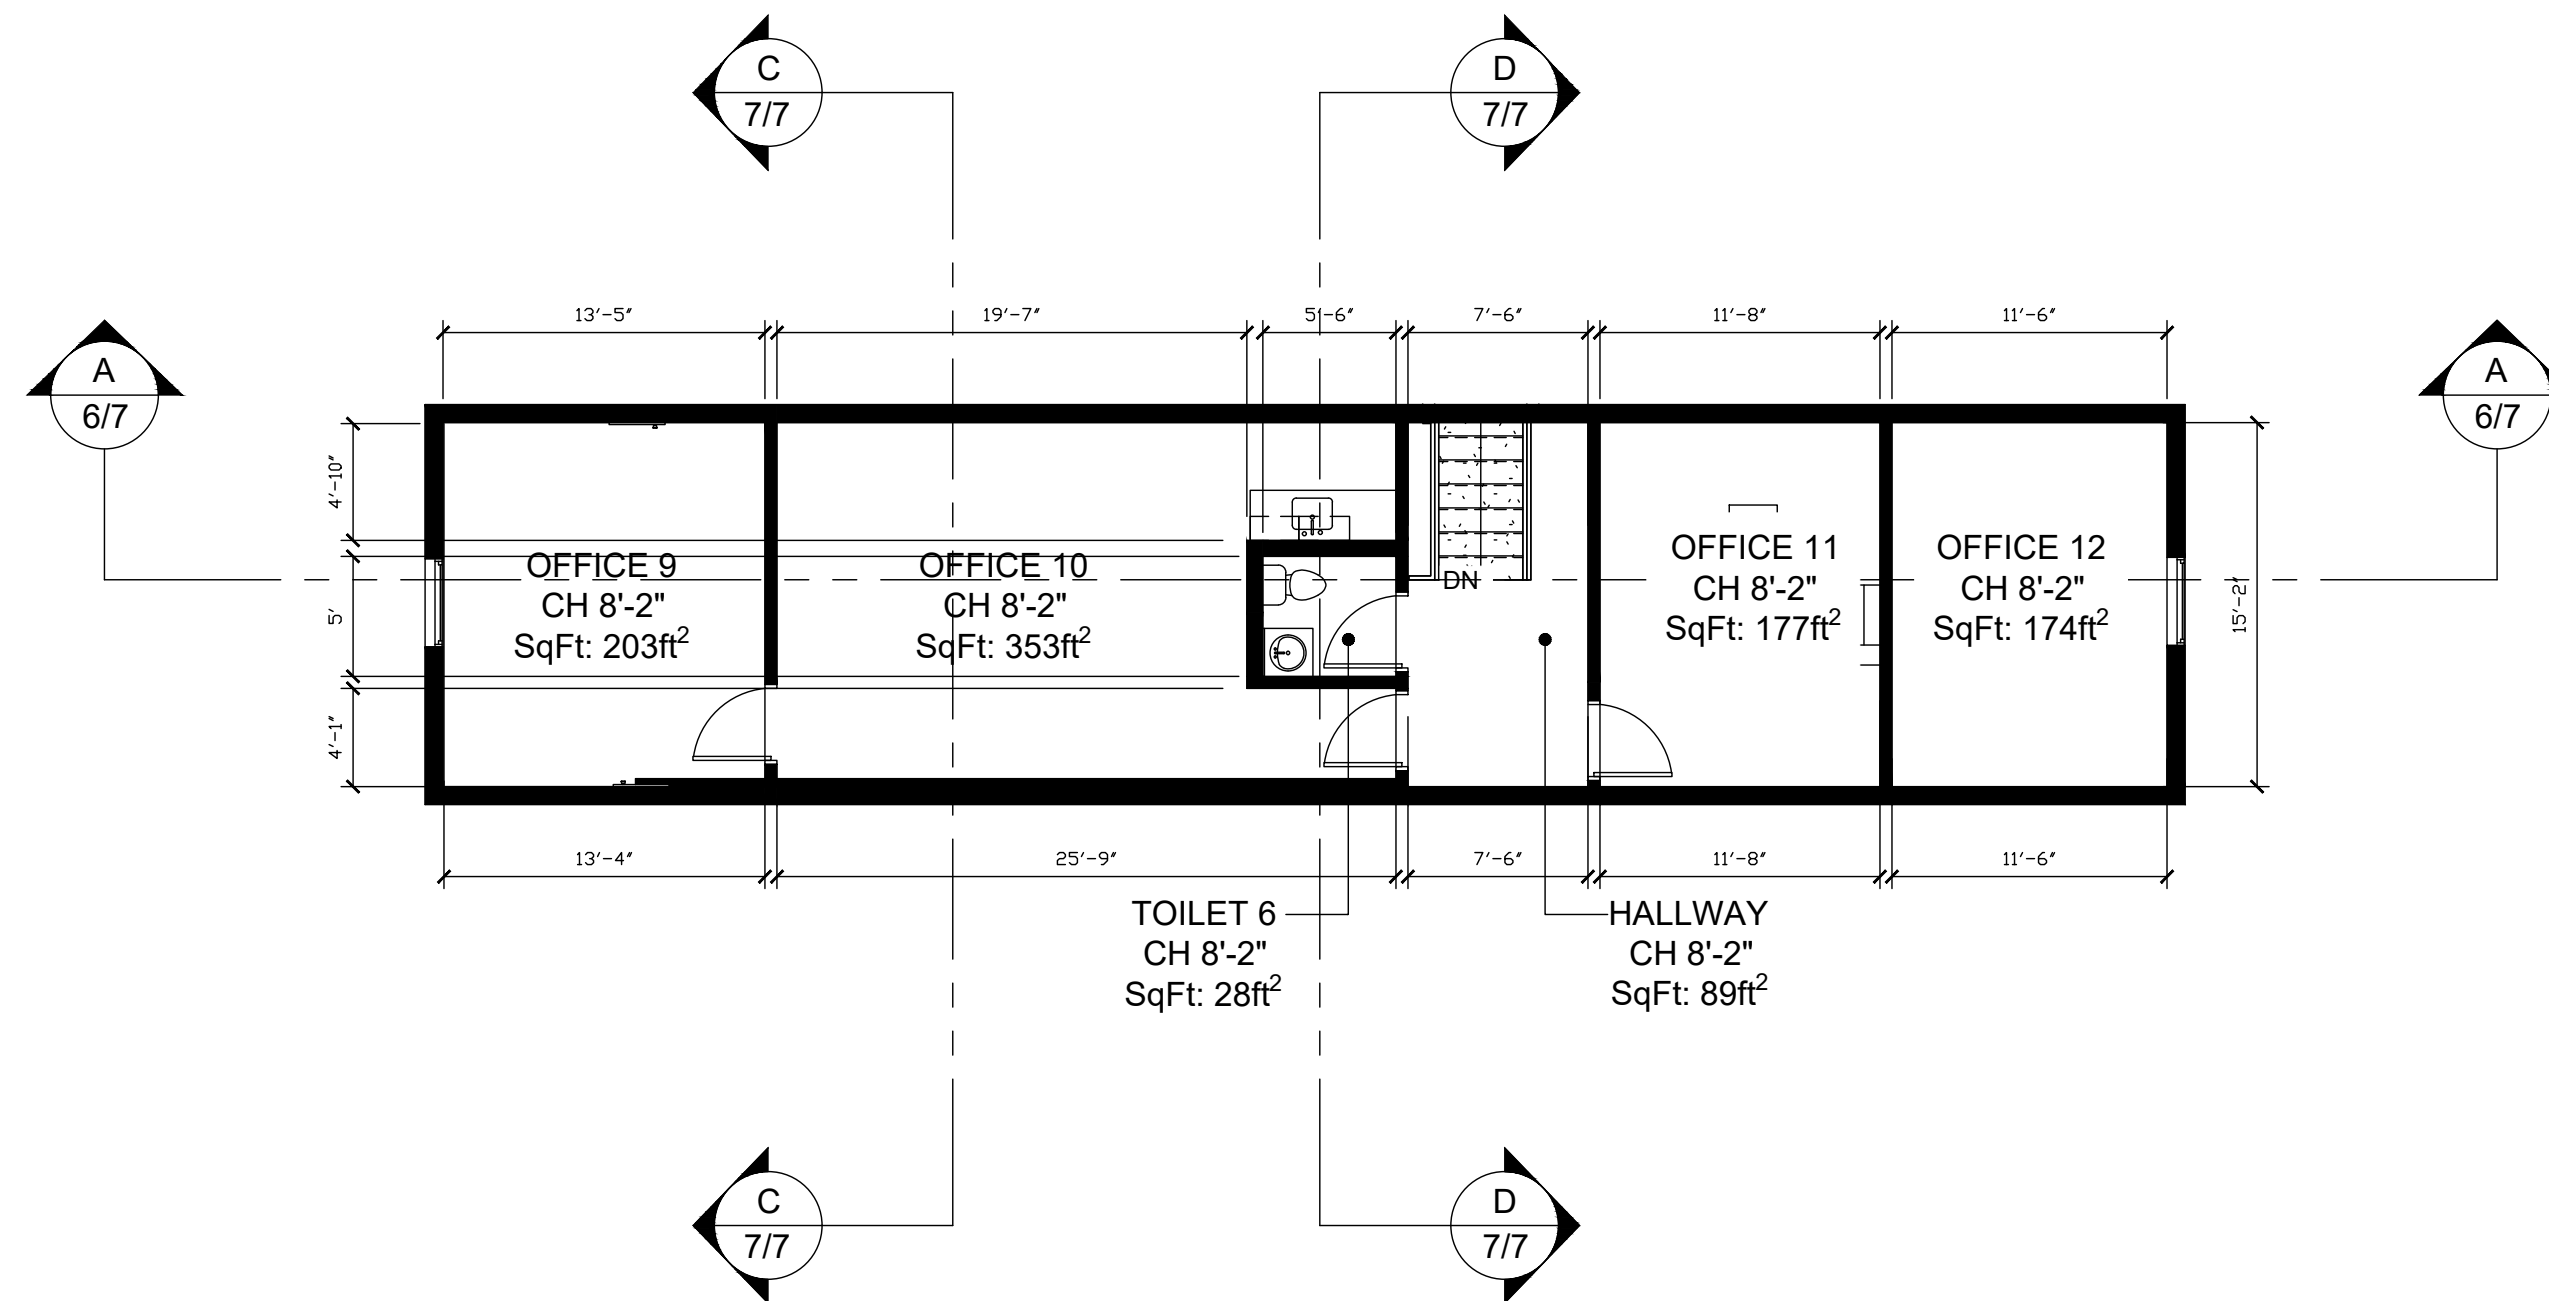 C
7/7
D
7/7
13'-5"
19'-7"
5'-6"
7'-6"
11'-8"
11'-6"
A
6/7
A
6/7
4'-10"
5'
4'-1"
15'-2"
OFFICE 9
CH 8'-2"
SqFt: 203ft²
OFFICE 10
CH 8'-2"
SqFt: 353ft²
DN
OFFICE 11
CH 8'-2"
SqFt: 177ft²
OFFICE 12
CH 8'-2"
SqFt: 174ft²
13'-4"
25'-9"
7'-6"
11'-8"
11'-6"
TOILET 6
CH 8'-2"
SqFt: 28ft²
HALLWAY
CH 8'-2"
SqFt: 89ft²
C
7/7
D
7/7